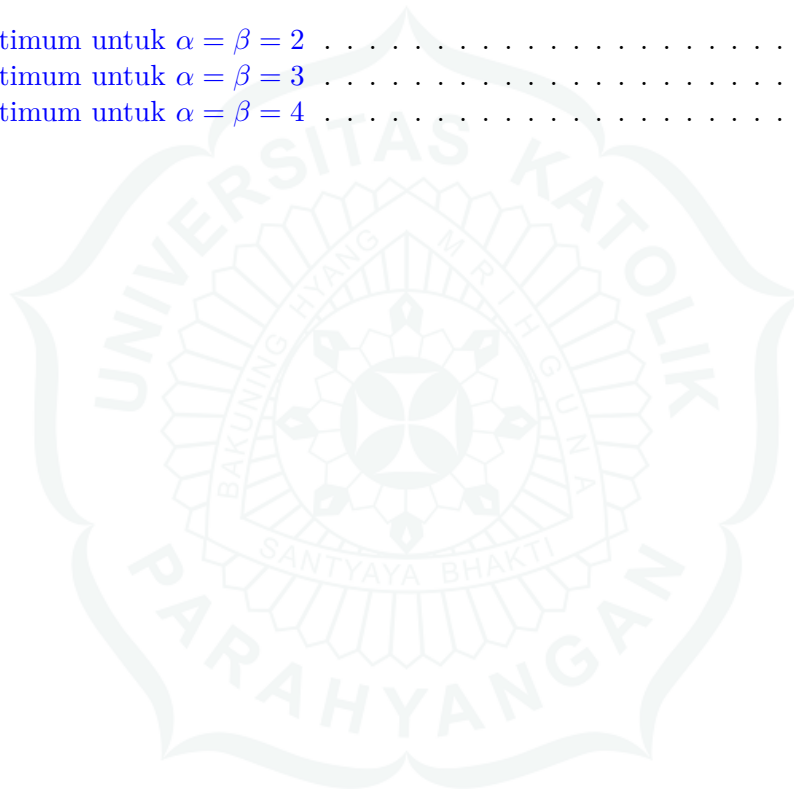 timum untuk α = β = 2 . . . . . . . . . . . . . . . . . . . . .
timum untuk α = β = 3 . . . . . . . . . . . . . . . . . . . . .
timum untuk α = β = 4 . . . . . . . . . . . . . . . . . . . . .
UNIVERSITAS KATOLIK
BAKUNING HYANG MRIH GUNA
SANTYAYA BHAKTI
PARAHYANGAN